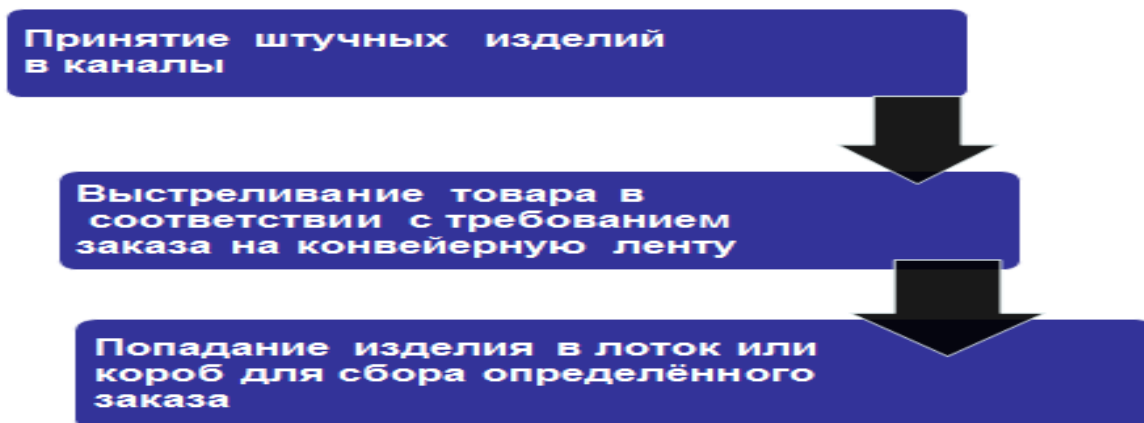 Принятие штучных изделий
в каналы
Выстреливание товара в
соответствии с требованием
заказа на конвейерную ленту
Попадание изделия в лоток или
короб для сбора определённого
заказа